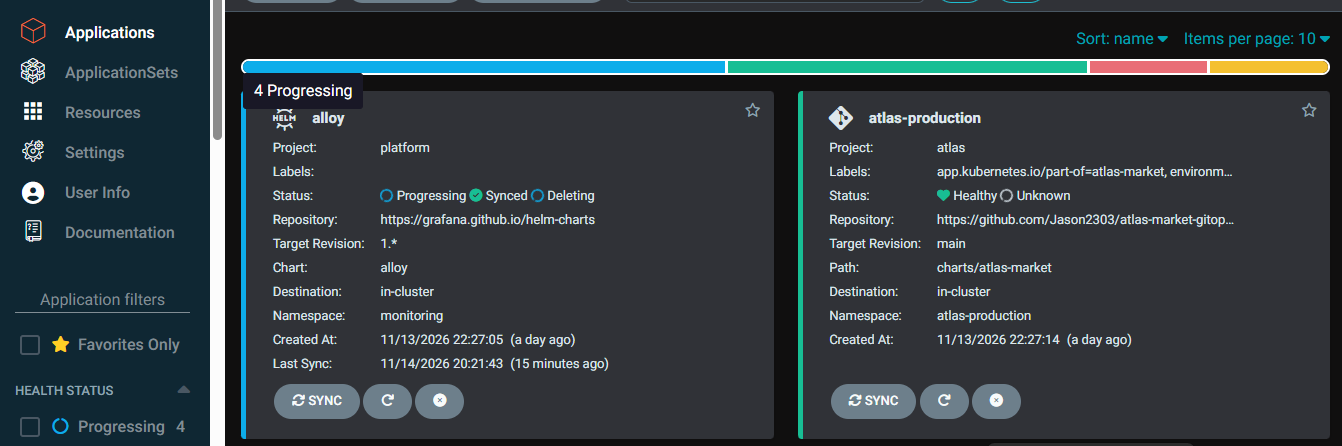 Applications
ApplicationSets
Resources
Settings
User Info
Documentation
Application filters
Favorites Only
HEALTH STATUS
Progressing 4
Sort: name Items per page: 10
4 Progressing
HELM alloy
Project: platform
Labels:
Status: Progressing Synced Deleting
Repository: https://grafana.github.io/helm-charts
Target Revision: 1.*
Chart: alloy
Destination: in-cluster
Namespace: monitoring
Created At: 11/13/2026 22:27:05 (a day ago)
Last Sync: 11/14/2026 20:21:43 (15 minutes ago)
SYNC
atlas-production
Project: atlas
Labels: app.kubernetes.io/part-of=atlas-market, environm...
Status: Healthy Unknown
Repository: https://github.com/Jason2303/atlas-market-gitop...
Target Revision: main
Path: charts/atlas-market
Destination: in-cluster
Namespace: atlas-production
Created At: 11/13/2026 22:27:14 (a day ago)
SYNC